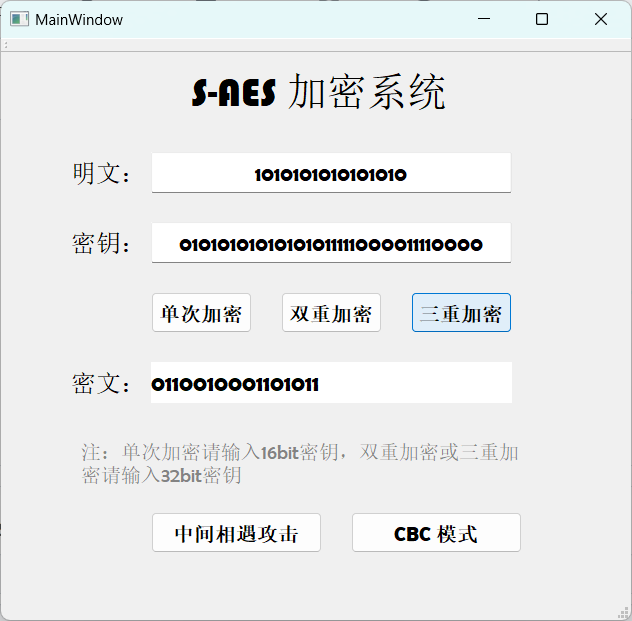 MainWindow
S-AES 加密系统
明文： 1010101010101010
密钥： 01010101010101011111000011110000
单次加密 双重加密 三重加密
密文： 0110010001101011
注：单次加密请输入16bit密钥，双重加密或三重加
密请输入32bit密钥
中间相遇攻击 CBC 模式